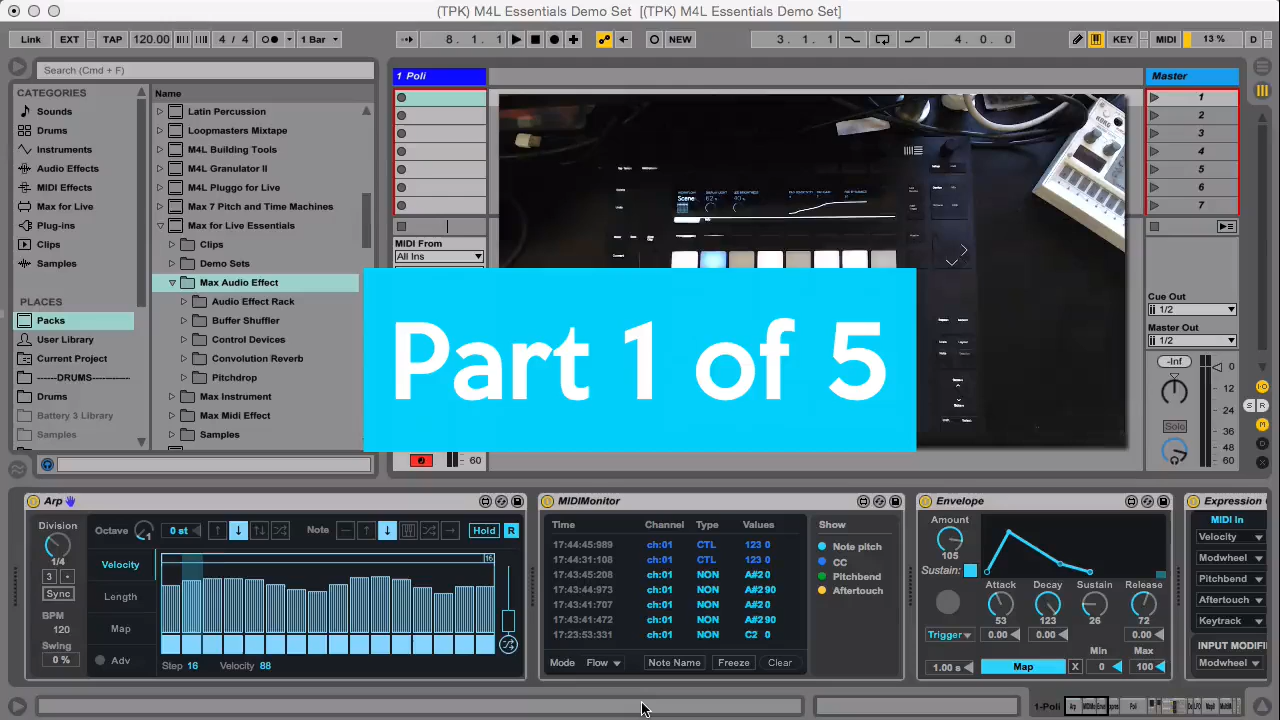 (TPK) M4L Essentials Demo Set [(TPK) M4L Essentials Demo Set]
Link EXT TAP 120.00 4 / 4 1 Bar 8. 1. 1 NEW 3. 1. 1 4. 0. 0 KEY MIDI 13 % D
Search (Cmd + F)
CATEGORIES
Sounds
Drums
Instruments
Audio Effects
MIDI Effects
Max for Live
Plug-ins
Clips
Samples
PLACES
Packs
User Library
Current Project
------DRUMS------------
Drums
Battery 3 Library
Samples
Name
Latin Percussion
Loopmasters Mixtape
M4L Building Tools
M4L Granulator II
M4L Pluggo for Live
Max 7 Pitch and Time Machines
Max for Live Essentials
Clips
Demo Sets
Max Audio Effect
Audio Effect Rack
Buffer Shuffler
Control Devices
Convolution Reverb
Pitchdrop
Max Instrument
Max Midi Effect
Samples
1 Poli
MIDI From
All Ins
60
Scene
Part 1 of 5
Master
1
2
3
4
5
6
7
Cue Out
1/2
Master Out
1/2
-Inf
0
12
24
36
48
60
Solo
S R
M
D
X
Arp
Division
1/4
3
Sync
BPM
120
Swing
0 %
Octave 0 st Note Hold R
Velocity
Length
Map
Adv
16
Step 16 Velocity 88
MIDIMonitor
Time Channel Type Values
17:44:45:989 ch:01 CTL 123 0
17:44:31:108 ch:01 CTL 123 0
17:43:45:208 ch:01 NON A#2 0
17:43:44:973 ch:01 NON A#2 90
17:43:41:707 ch:01 NON A#2 0
17:43:41:472 ch:01 NON A#2 90
17:23:53:331 ch:01 NON C2 0
Mode Flow Note Name Freeze Clear
Show
Note pitch
CC
Pitchbend
Aftertouch
Envelope
Amount
105
Sustain:
Trigger
1.00 s
Attack Decay Sustain Release
53 123 26 72
0.00 0.00 0.00
Min Max
Map X 0 100
Expression
MIDI In
Velocity
Modwheel
Pitchbend
Aftertouch
Keytrack
INPUT MODIFI
Modwheel
1-Poli